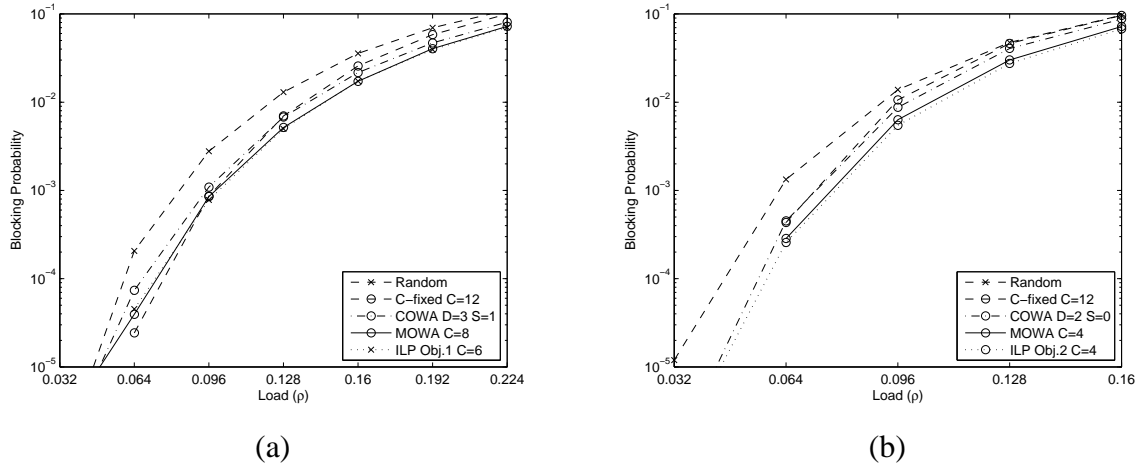 10⁻¹
10⁻²
10⁻³
10⁻⁴
10⁻⁵
Blocking Probability
0.032 0.064 0.096 0.128 0.16 0.192 0.224
Load (ρ)
Random
C−fixed C=12
COWA D=3 S=1
MOWA C=8
ILP Obj.1 C=6
(a)
10⁻¹
10⁻²
10⁻³
10⁻⁴
10⁻⁵
Blocking Probability
0.032 0.064 0.096 0.128 0.16
Load (ρ)
Random
C−fixed C=12
COWA D=2 S=0
MOWA C=4
ILP Obj.2 C=4
(b)